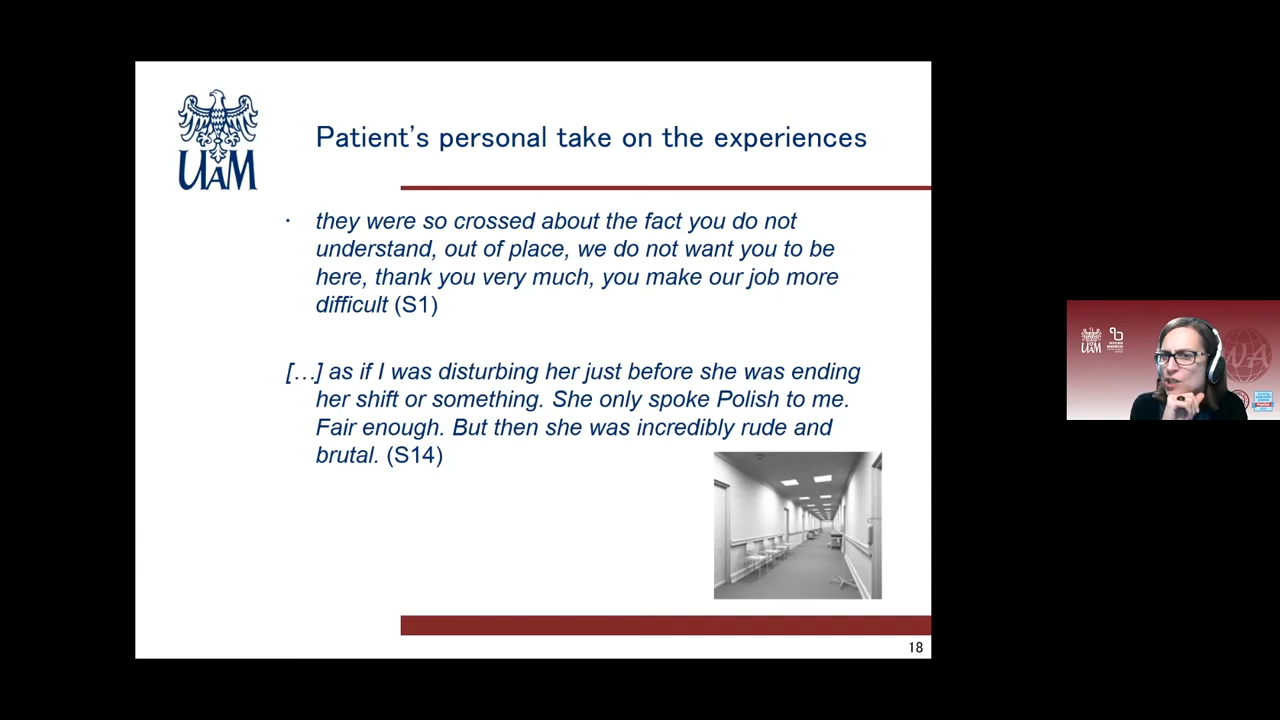 UAM
Patient's personal take on the experiences
· they were so crossed about the fact you do not
understand, out of place, we do not want you to be
here, thank you very much, you make our job more
difficult (S1)
[…] as if I was disturbing her just before she was ending
her shift or something. She only spoke Polish to me.
Fair enough. But then she was incredibly rude and
brutal. (S14)
18
UAM
WA